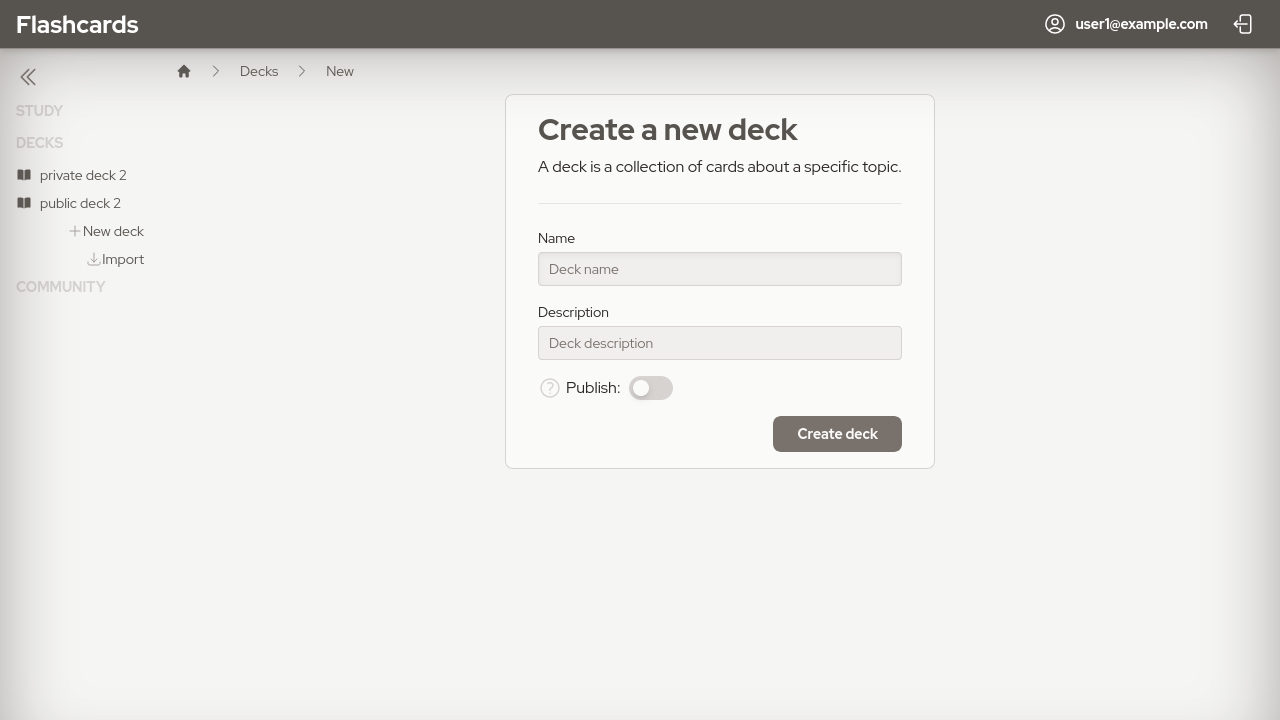 Flashcards
user1@example.com
Decks
New
STUDY
DECKS
private deck 2
public deck 2
New deck
Import
COMMUNITY
Create a new deck
A deck is a collection of cards about a specific topic.
Name
Deck name
Description
Deck description
? Publish:
Create deck